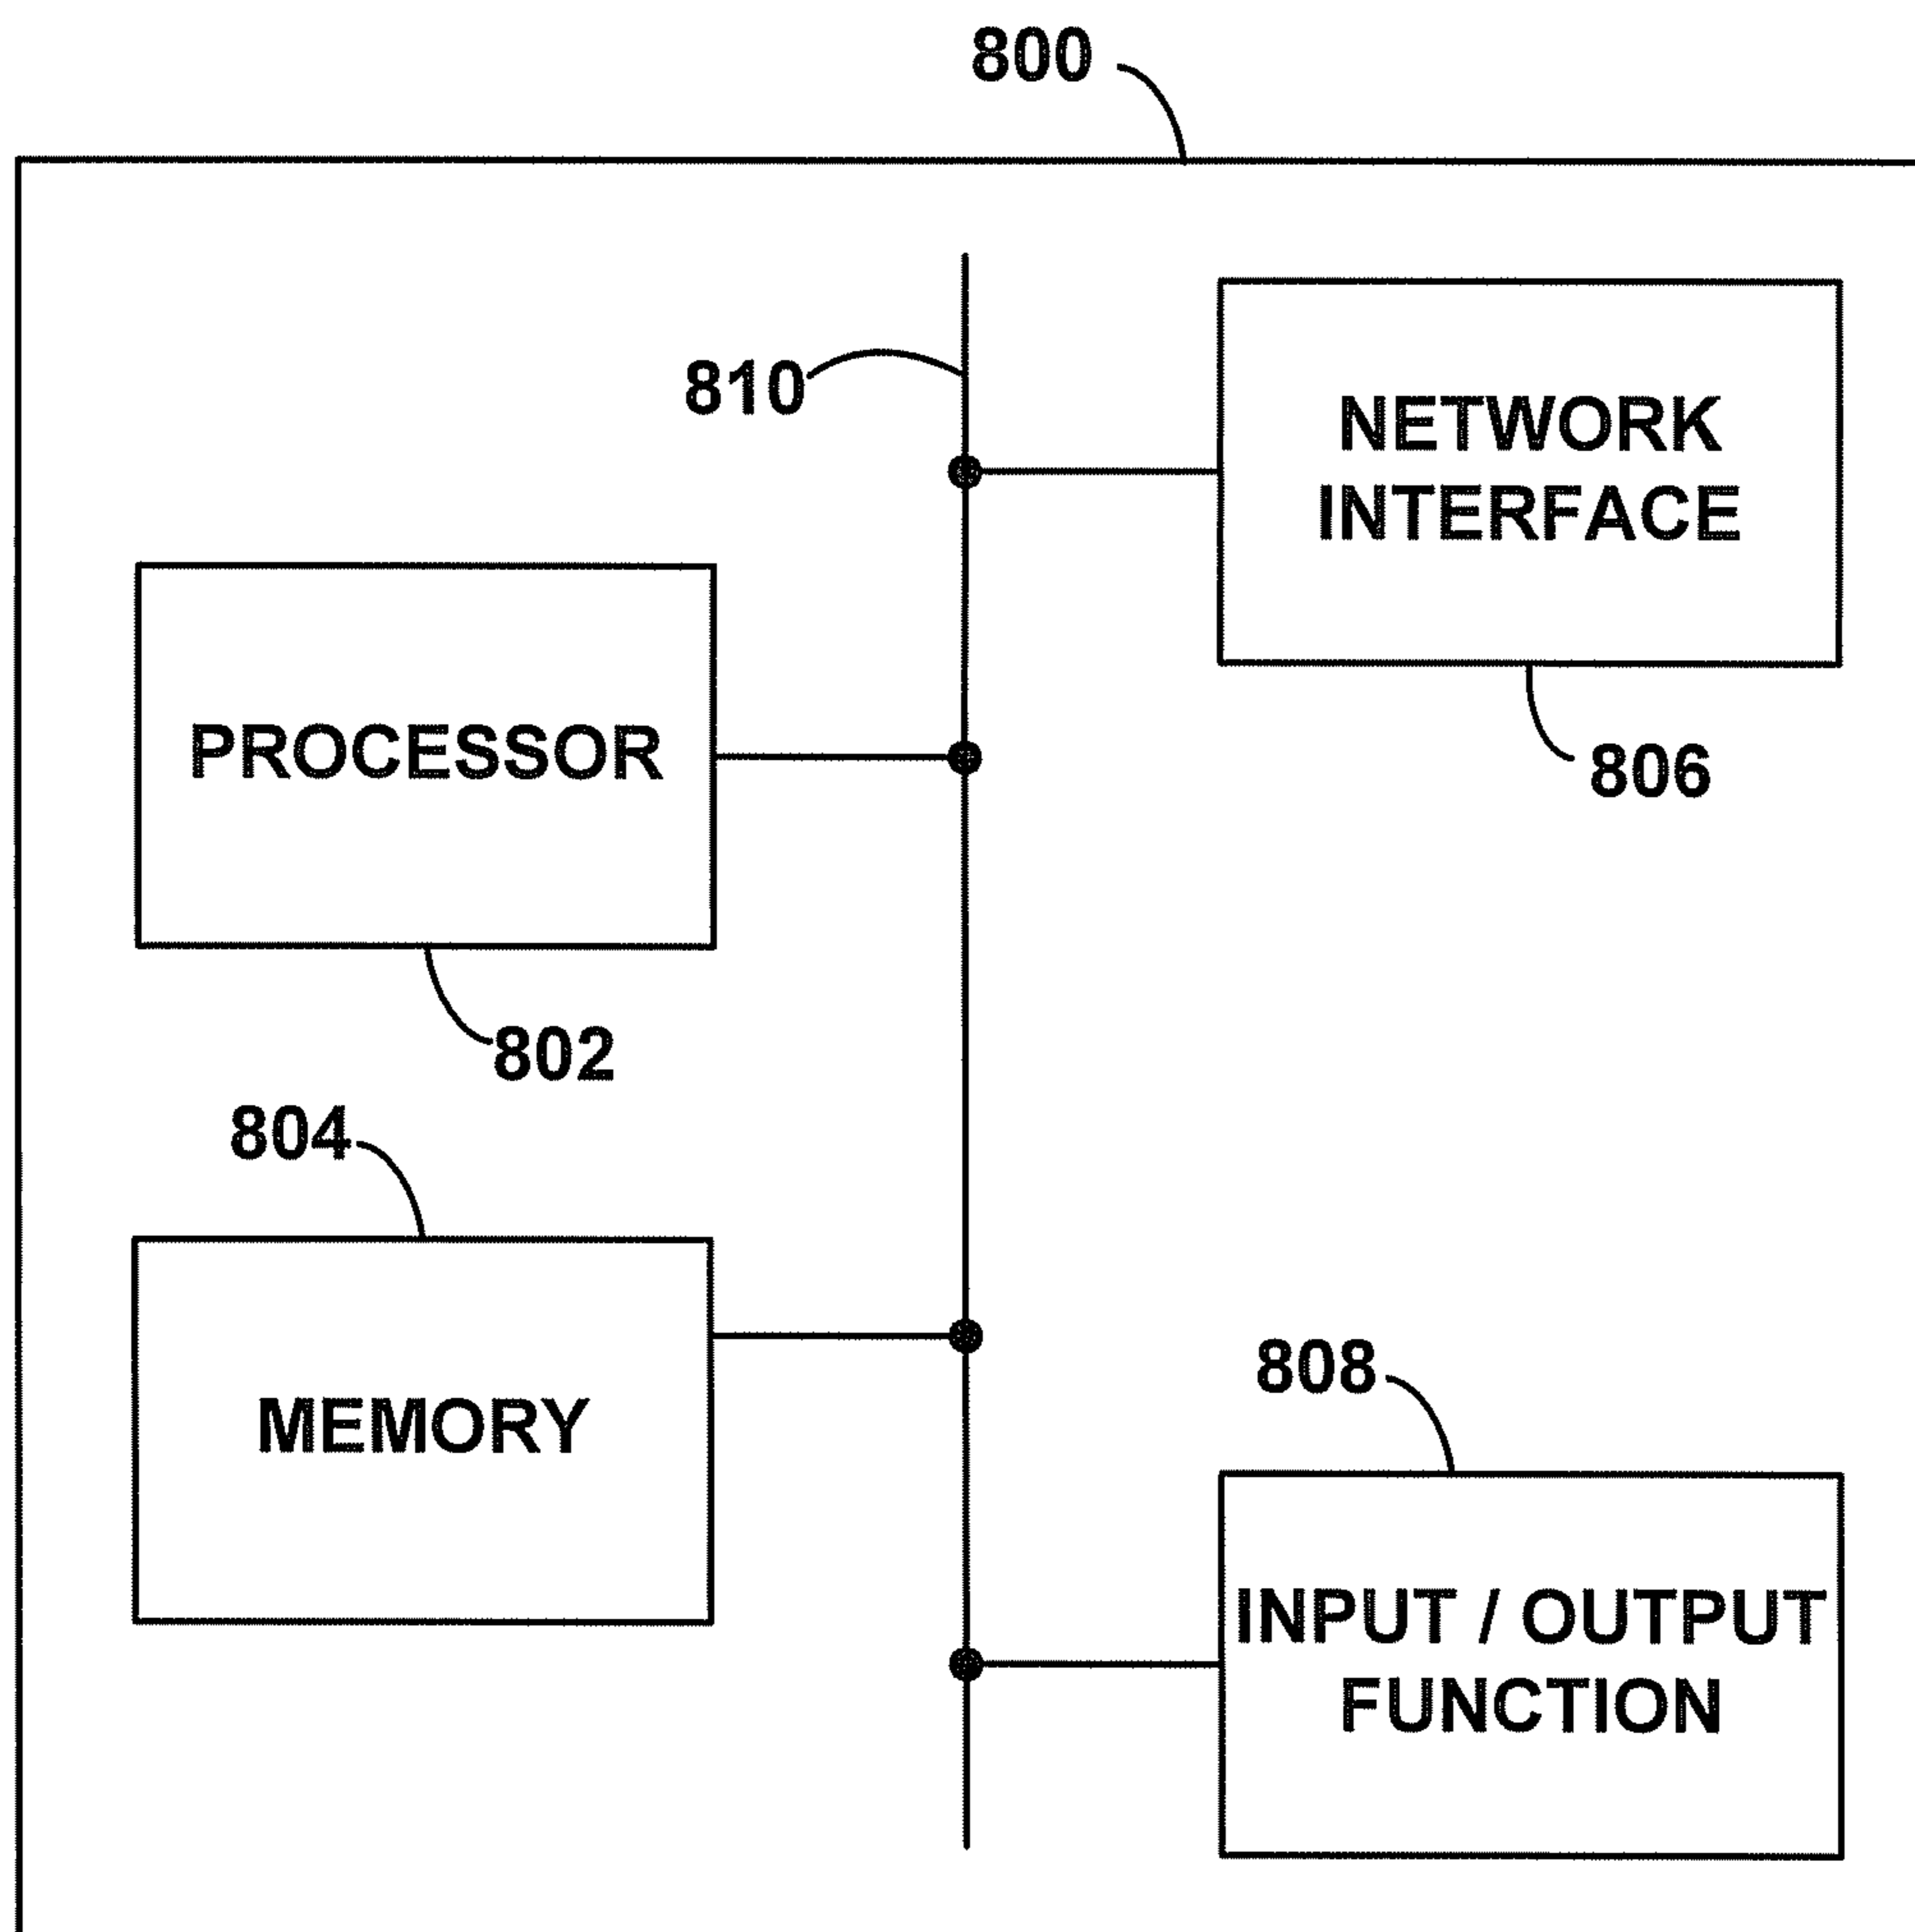 800
810
NETWORK
INTERFACE
PROCESSOR
806
802
804
MEMORY
808
INPUT / OUTPUT
FUNCTION